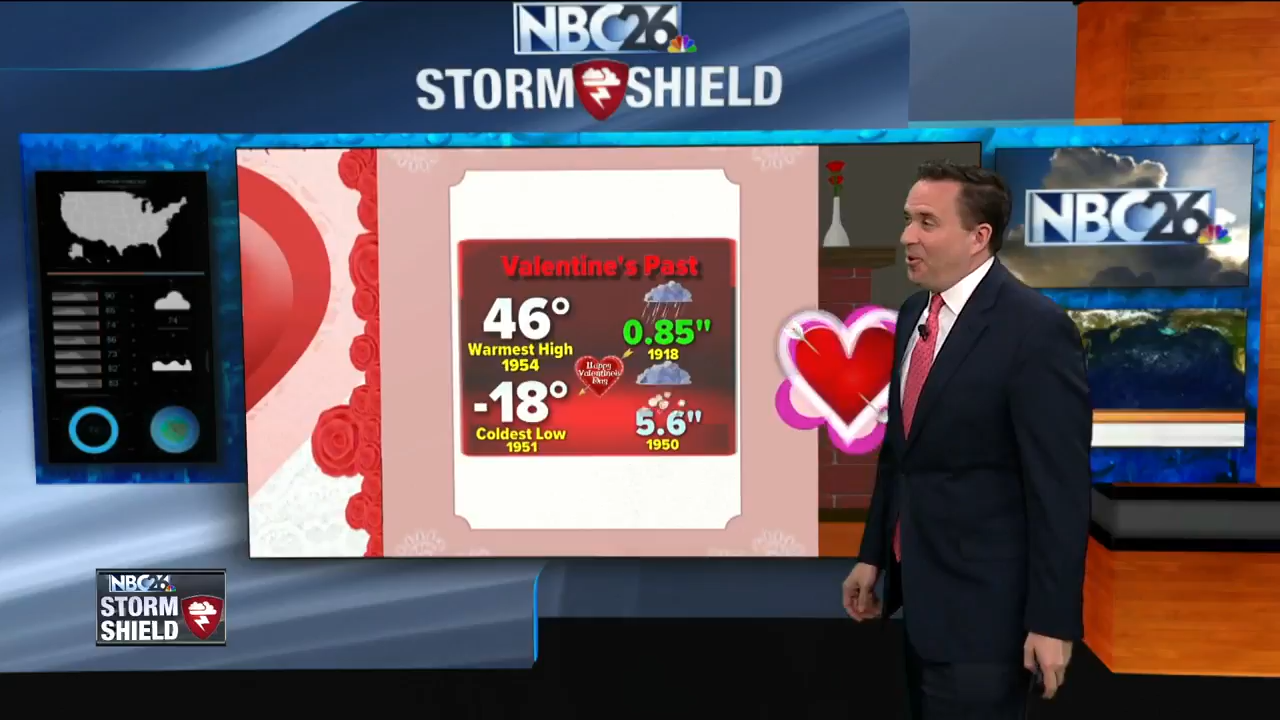 NBC26
STORM SHIELD
NBC26
Valentine's Past
46°
Warmest High
1954
0.85"
1918
Happy
Valentine's
Day
-18°
Coldest Low
1951
5.6"
1950
NBC26
STORM
SHIELD